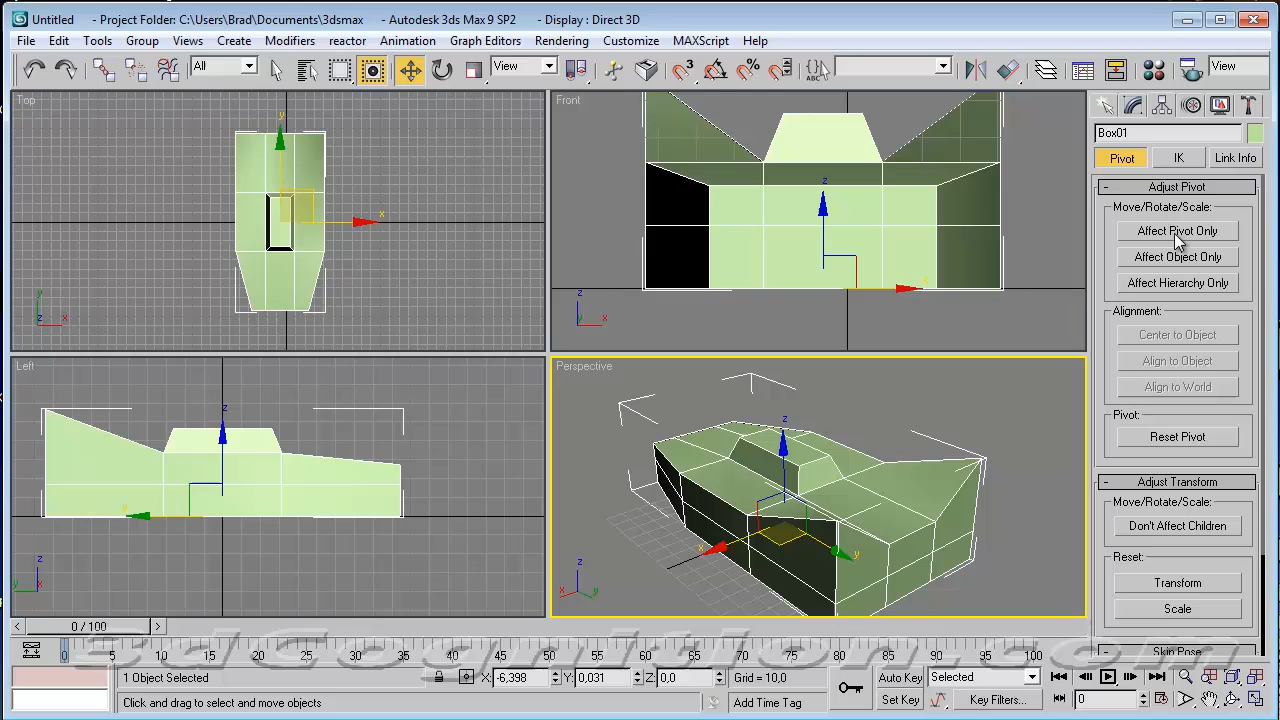 Untitled - Project Folder: C:\Users\Brad\Documents\3dsmax - Autodesk 3ds Max 9 SP2 - Display : Direct 3D
File Edit Tools Group Views Create Modifiers reactor Animation Graph Editors Rendering Customize MAXScript Help
All View 3 % ABC View
Top
y
x
y
z x
Front
z
x
z
y x
Box01
Pivot IK Link Info
- Adjust Pivot
Move/Rotate/Scale:
Affect Pivot Only
Affect Object Only
Affect Hierarchy Only
Alignment:
Center to Object
Align to Object
Align to World
Pivot:
Reset Pivot
- Adjust Transform
Move/Rotate/Scale:
Don't Affect Children
Reset:
Transform
Scale
- Skin Pose
Left
z
y
z
y x
Perspective
z
x
y
z
x y
< 0 / 100 >
0 5 10 15 20 25 30 35 40 45 50 55 60 65 70 75 80 85 90 95 100
3dCognition.com
1 Object Selected X: -6,398 Y: 0,031 Z: 0,0 Grid = 10,0 Auto Key Selected
Click and drag to select and move objects Add Time Tag Set Key Key Filters... 0